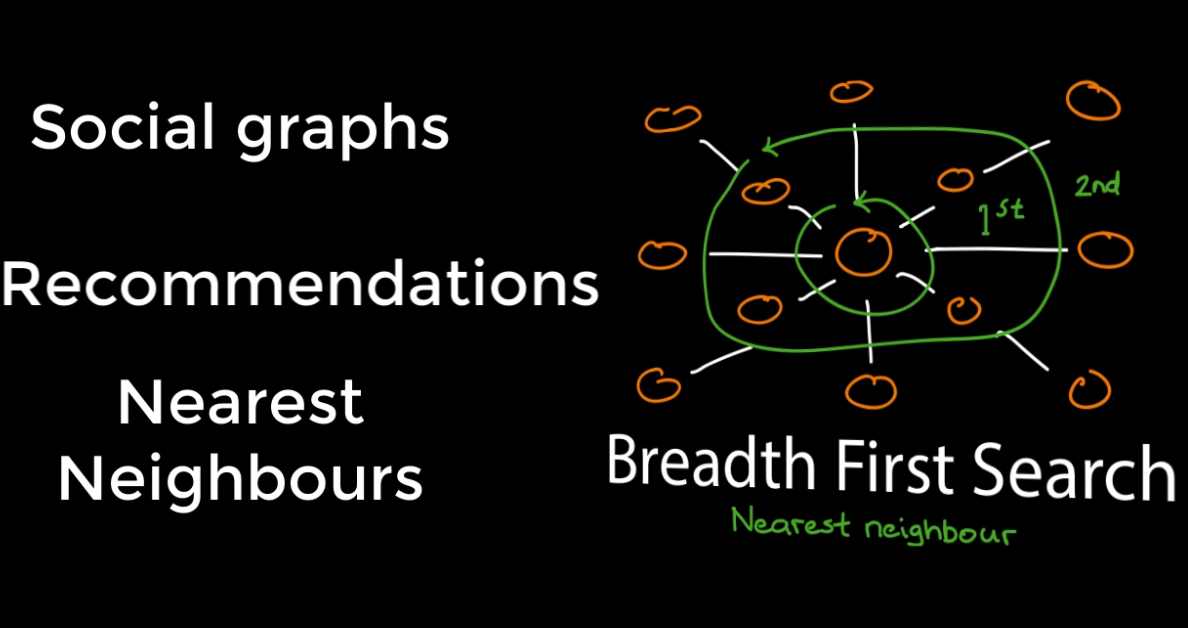 Social graphs
Recommendations
Nearest
Neighbours
1st
2nd
Breadth First Search
Nearest neighbour